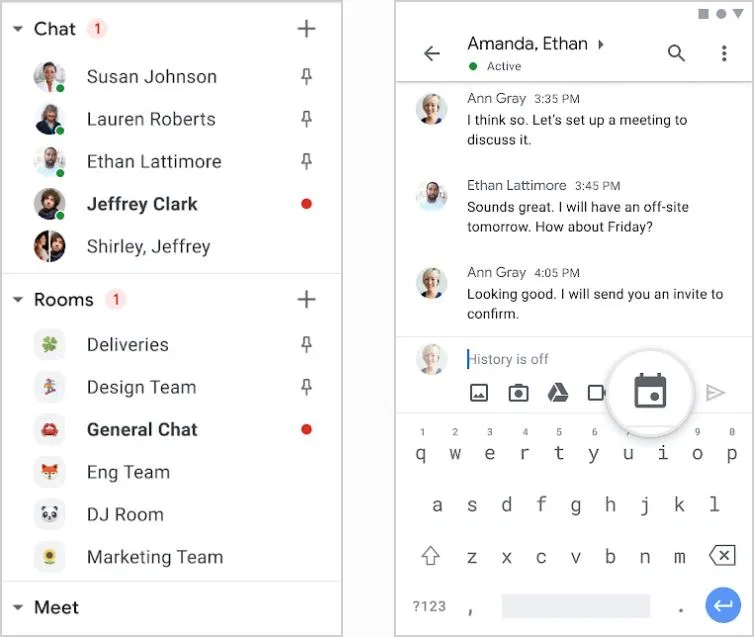 Chat 1
Susan Johnson
Lauren Roberts
Ethan Lattimore
Jeffrey Clark
Shirley, Jeffrey
Rooms 1
Deliveries
Design Team
General Chat
Eng Team
DJ Room
Marketing Team
Meet
Amanda, Ethan
Active
Ann Gray 3:35 PM
I think so. Let's set up a meeting to
discuss it.
Ethan Lattimore 3:45 PM
Sounds great. I will have an off-site
tomorrow. How about Friday?
Ann Gray 4:05 PM
Looking good. I will send you an invite to
confirm.
History is off
1 2 3 4 5 6 9 0
q w e r t y u i o p
a s d f g h j k l
z x c v b n m
?123 , .